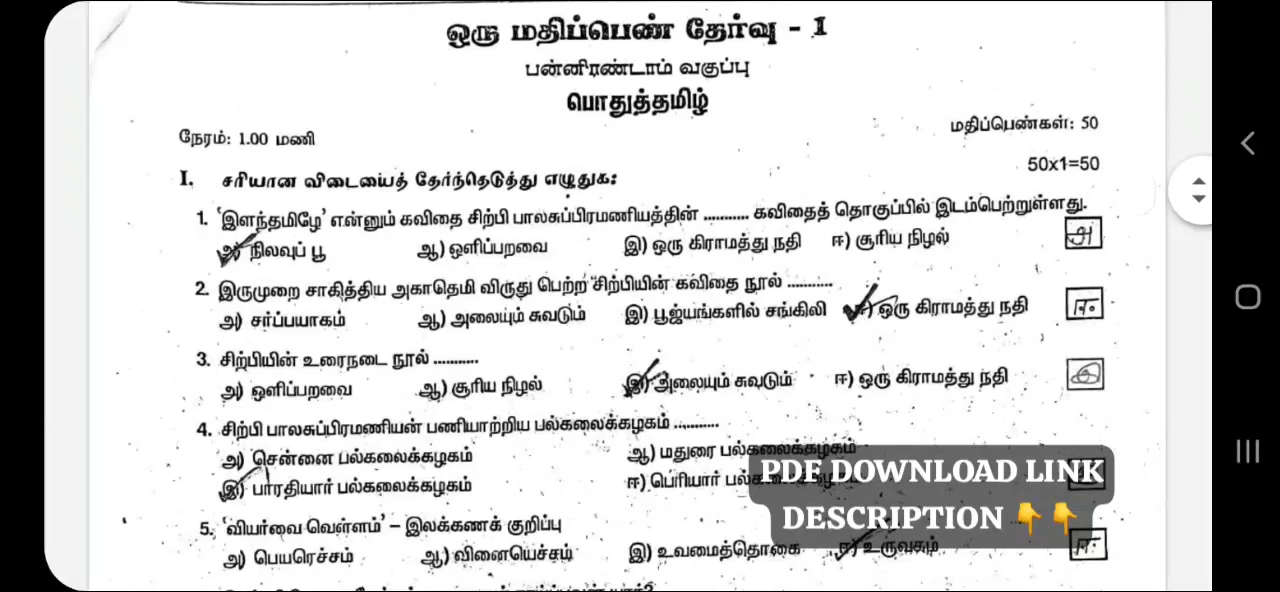 ஒரு மதிப்பெண் தேர்வு - 1
பன்னிரண்டாம் வகுப்பு
பொதுத்தமிழ்
நேரம்: 1.00 மணி
மதிப்பெண்கள்: 50
50x1=50
I. சரியான விடையைத் தேர்ந்தெடுத்து எழுதுக:
1. 'இளந்தமிழே' என்னும் கவிதை சிற்பி பாலசுப்பிரமணியத்தின் ........... கவிதைத் தொகுப்பில் இடம்பெற்றுள்ளது.
அ) நிலவுப் பூ ஆ) ஒளிப்பறவை இ) ஒரு கிராமத்து நதி ஈ) சூரிய நிழல் அ
2. இருமுறை சாகித்திய அகாதெமி விருது பெற்ற சிற்பியின் கவிதை நூல் ...........
அ) சர்ப்பயாகம் ஆ) அலையும் சுவடும் இ) பூஜ்யங்களில் சங்கிலி ஈ) ஒரு கிராமத்து நதி ஈ
3. சிற்பியின் உரைநடை நூல் ...........
அ) ஒளிப்பறவை ஆ) சூரிய நிழல் இ) அலையும் சுவடும் ஈ) ஒரு கிராமத்து நதி இ
4. சிற்பி பாலசுப்பிரமணியன் பணியாற்றிய பல்கலைக்கழகம் ...........
அ) சென்னை பல்கலைக்கழகம் ஆ) மதுரை பல்கலைக்கழகம்
இ) பாரதியார் பல்கலைக்கழகம் ஈ) பெரியார்
PDF DOWNLOAD LINK
DESCRIPTION 👇👇
5. 'வியர்வை வெள்ளம்' – இலக்கணக் குறிப்பு
அ) பெயரெச்சம் ஆ) வினையெச்சம் இ) உவமைத்தொகை ஈ) உருவகம் ஈ